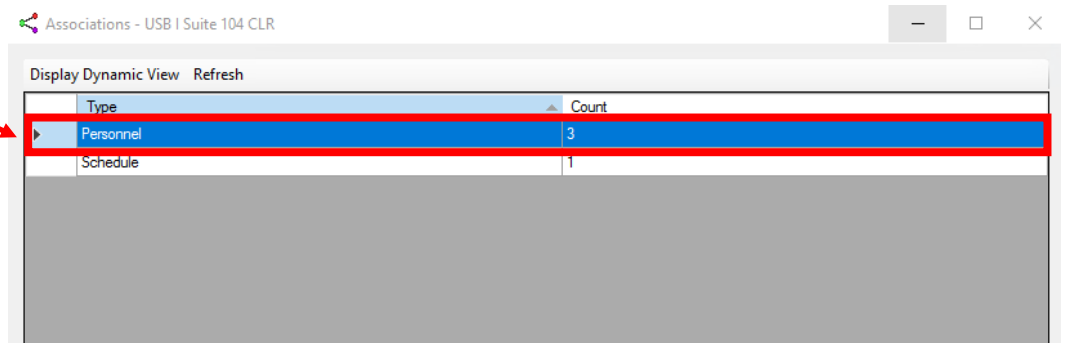 Associations - USB I Suite 104 CLR
Display Dynamic View Refresh
Type Count
Personnel 3
Schedule 1